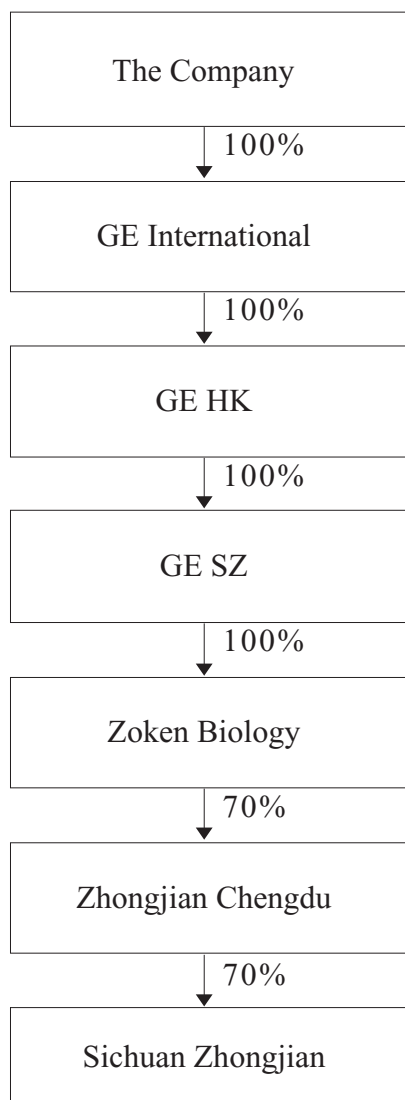 The Company
100%
GE International
100%
GE HK
100%
GE SZ
100%
Zoken Biology
70%
Zhongjian Chengdu
70%
Sichuan Zhongjian